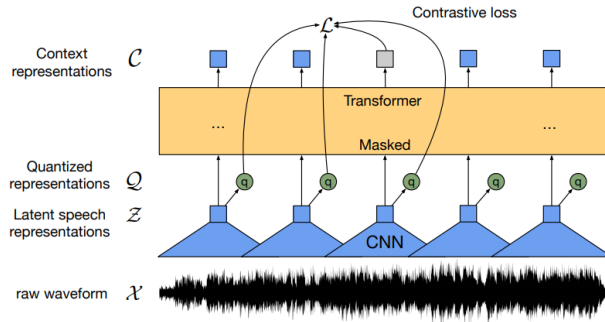 Contrastive loss
ℒ
Context
representations 𝒞
Transformer
... ...
Masked
Quantized
representations 𝒬
q q q q q
Latent speech
representations 𝒵
CNN
raw waveform 𝒳